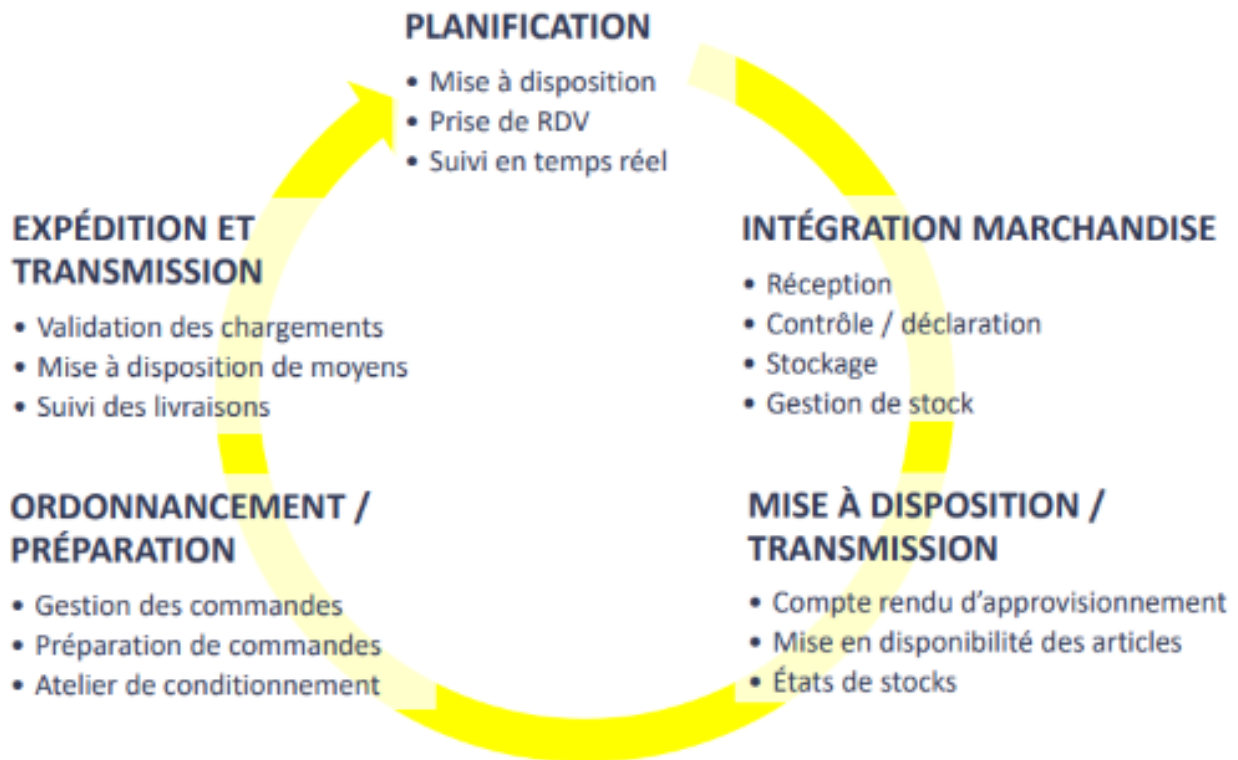 PLANIFICATION
• Mise à disposition
• Prise de RDV
• Suivi en temps réel
INTÉGRATION MARCHANDISE
• Réception
• Contrôle / déclaration
• Stockage
• Gestion de stock
MISE À DISPOSITION /
TRANSMISSION
• Compte rendu d'approvisionnement
• Mise en disponibilité des articles
• États de stocks
ORDONNANCEMENT /
PRÉPARATION
• Gestion des commandes
• Préparation de commandes
• Atelier de conditionnement
EXPÉDITION ET
TRANSMISSION
• Validation des chargements
• Mise à disposition de moyens
• Suivi des livraisons